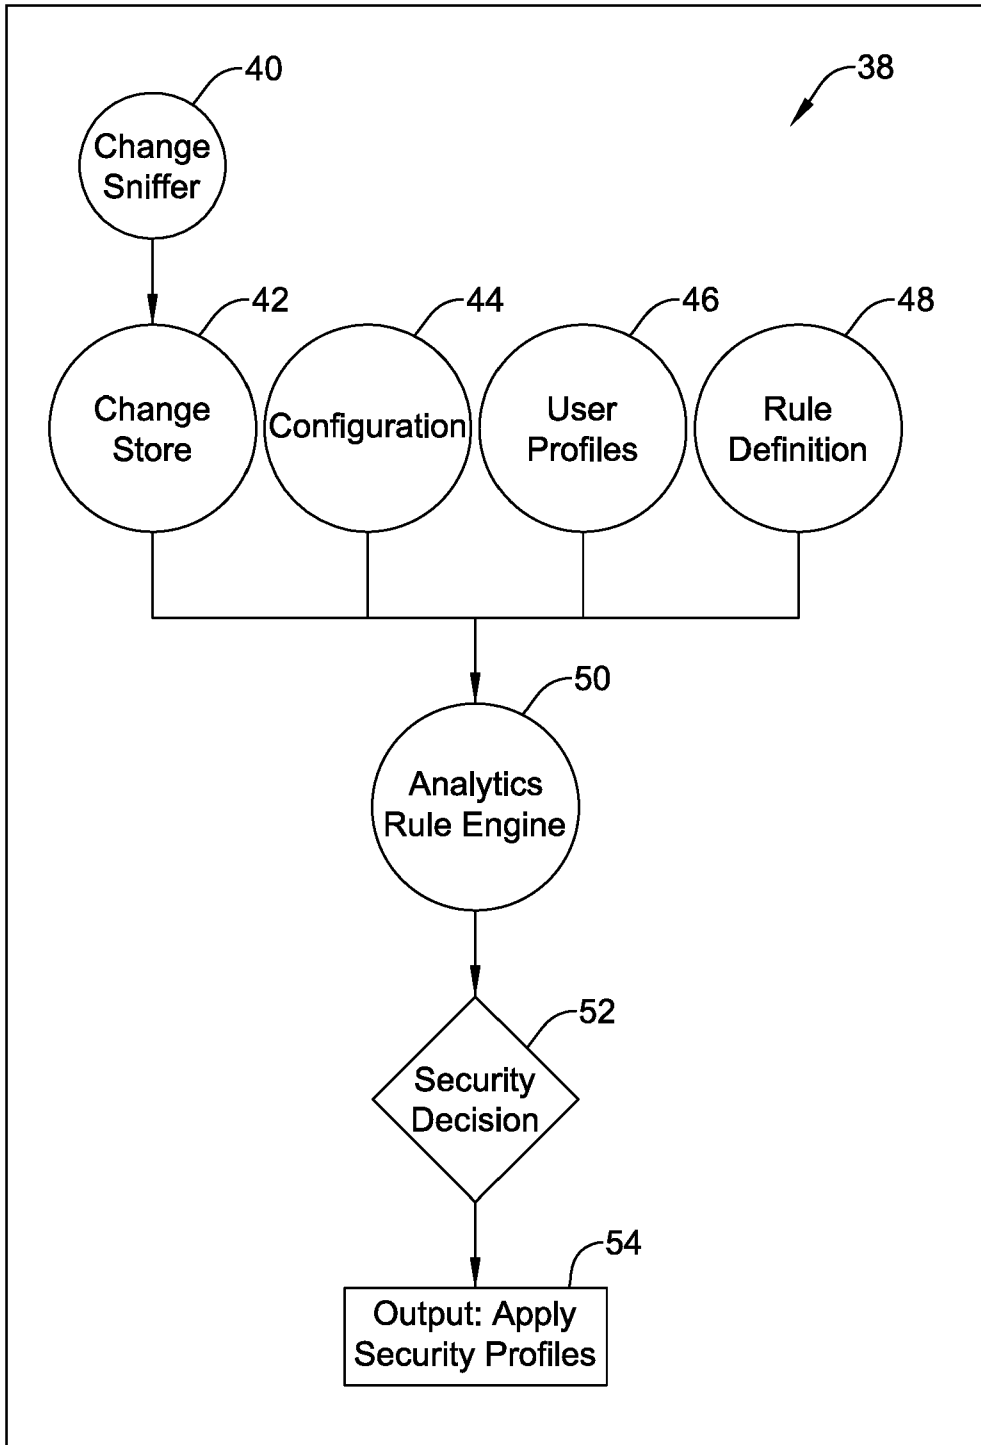 40
38
Change
Sniffer
42
44
46
48
Change
Store
Configuration
User
Profiles
Rule
Definition
50
Analytics
Rule Engine
52
Security
Decision
54
Output: Apply
Security Profiles